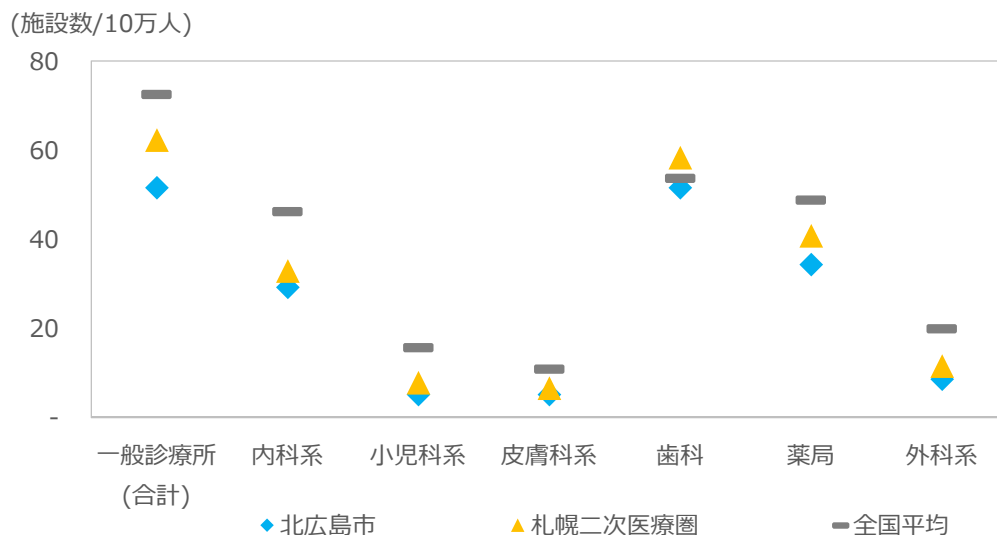 (施設数/10万人)
80
60
40
20
-
一般診療所 内科系 小児科系 皮膚科系 歯科 薬局 外科系
(合計)
北広島市 札幌二次医療圏 全国平均